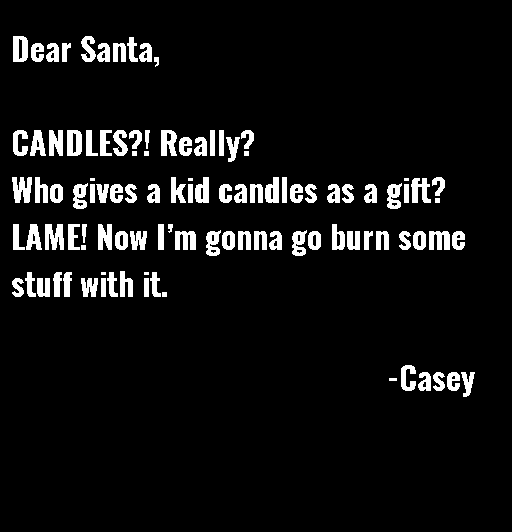 Dear Santa,
CANDLES?! Really?
Who gives a kid candles as a gift?
LAME! Now I'm gonna go burn some
stuff with it.
-Casey